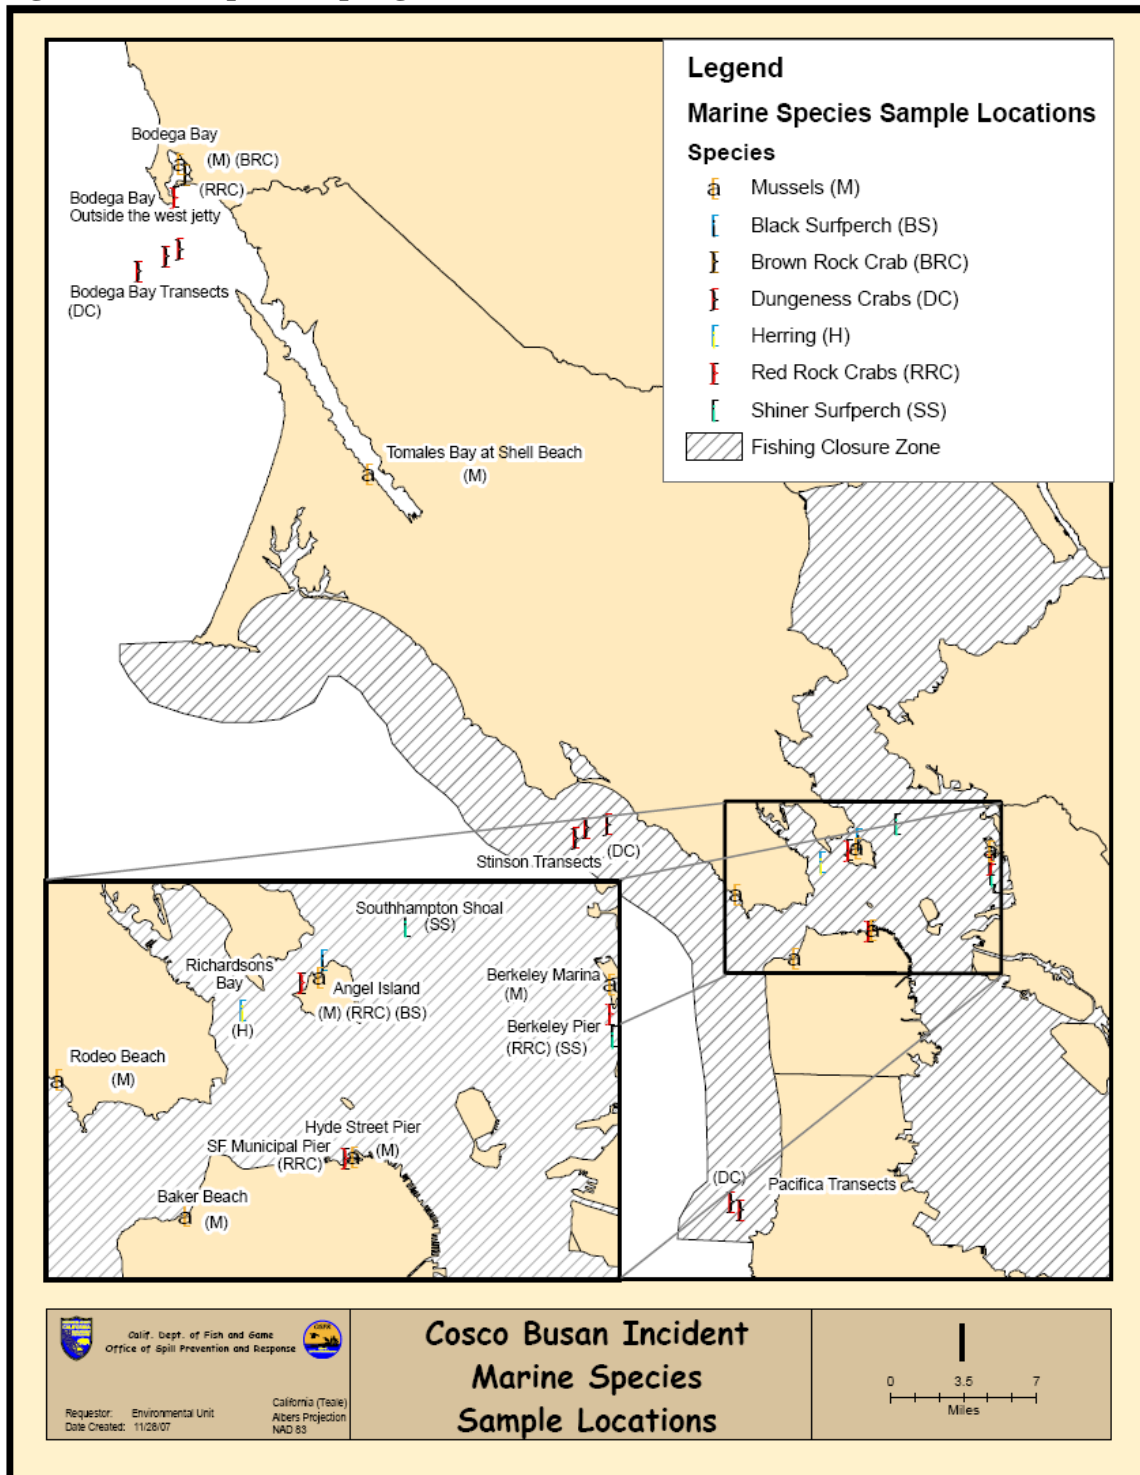 Legend
Marine Species Sample Locations
Species
a Mussels (M)
Black Surfperch (BS)
Brown Rock Crab (BRC)
Dungeness Crabs (DC)
Herring (H)
Red Rock Crabs (RRC)
Shiner Surfperch (SS)
Fishing Closure Zone
Bodega Bay
(M) (BRC)
(RRC)
Bodega Bay
Outside the west jetty
Bodega Bay Transects
(DC)
Tomales Bay at Shell Beach
(M)
Stinson Transects
(DC)
Southhampton Shoal
(SS)
Richardsons
Bay
(H)
Angel Island
(M) (RRC) (BS)
Berkeley Marina
(M)
Berkeley Pier
(RRC) (SS)
Rodeo Beach
(M)
Hyde Street Pier
(M)
SF Municipal Pier
(RRC)
Baker Beach
(M)
(DC)
Pacifica Transects
Calif. Dept. of Fish and Game
Office of Spill Prevention and Response
Requestor: Environmental Unit
Date Created: 11/28/07
California (Teale)
Albers Projection
NAD 83
Cosco Busan Incident
Marine Species
Sample Locations
0 3.5 7
Miles